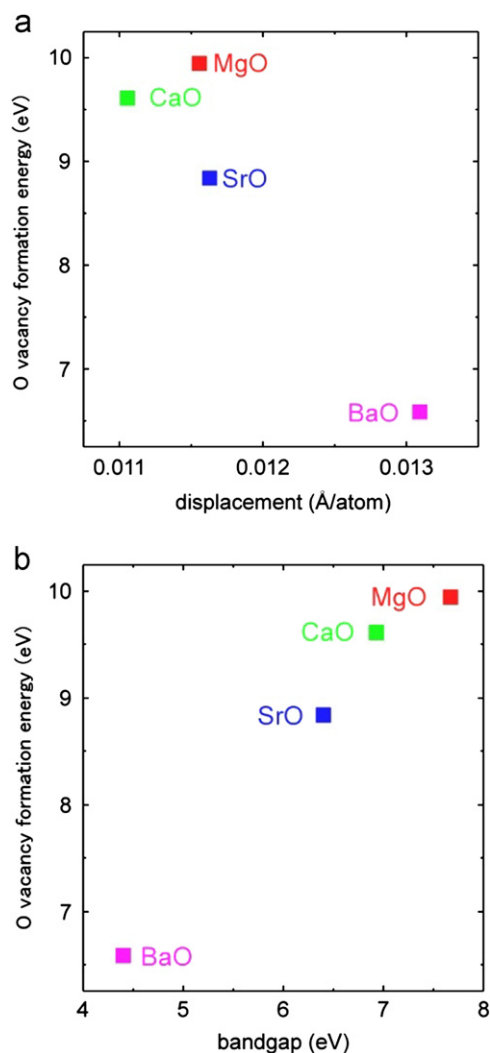 a
O vacancy formation energy (eV)
10
9
8
7
MgO
CaO
SrO
BaO
0.011 0.012 0.013
displacement (Å/atom)
b
O vacancy formation energy (eV)
10
9
8
7
MgO
CaO
SrO
BaO
4 5 6 7 8
bandgap (eV)